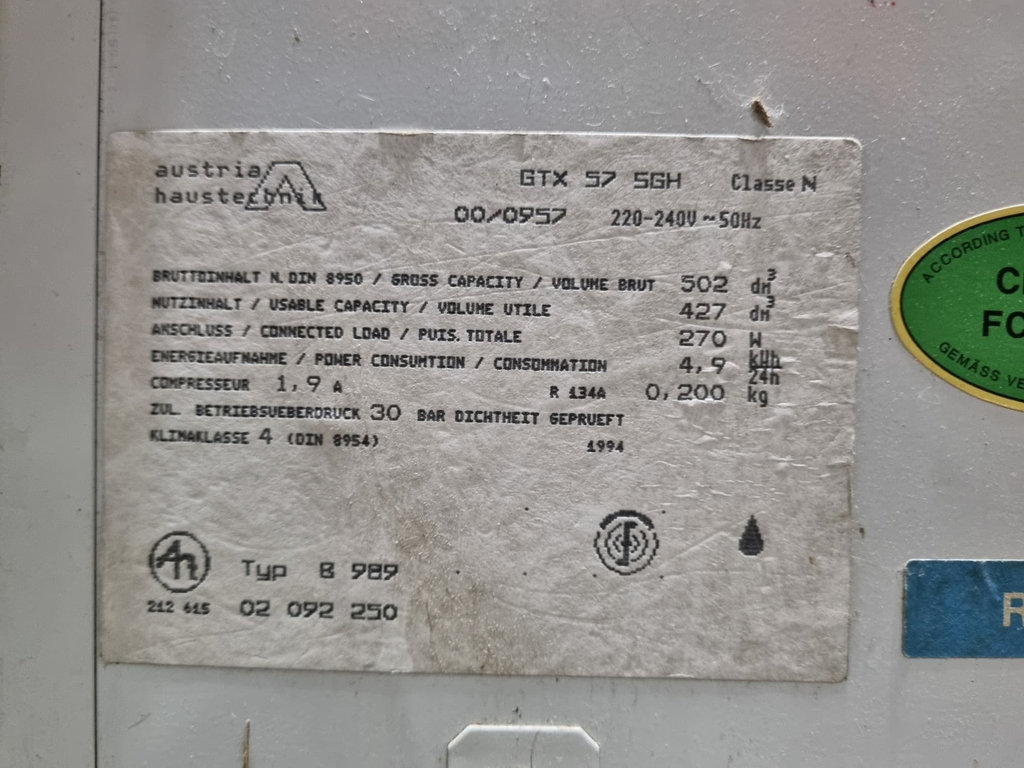 austria
haustechnik
GTX 57 5GH Classe N
00/0957 220-240V ~ 50Hz
BRUTTOINHALT N. DIN 8950 / GROSS CAPACITY / VOLUME BRUT 502 dm³
NUTZINHALT / USABLE CAPACITY / VOLUME UTILE 427 dm³
ANSCHLUSS / CONNECTED LOAD / PUIS. TOTALE 270 W
ENERGIEAUFNAHME / POWER CONSUMTION / CONSOMMATION 4,9 kWh/24h
COMPRESSEUR 1,9 A R 134A 0,200 kg
ZUL. BETRIEBSUEBERDRUCK 30 BAR DICHTHEIT GEPRUEFT
KLIMAKLASSE 4 (DIN 8954) 1994
Typ B 989
212 615 02 092 250
ACCORDING
GEMÄSS